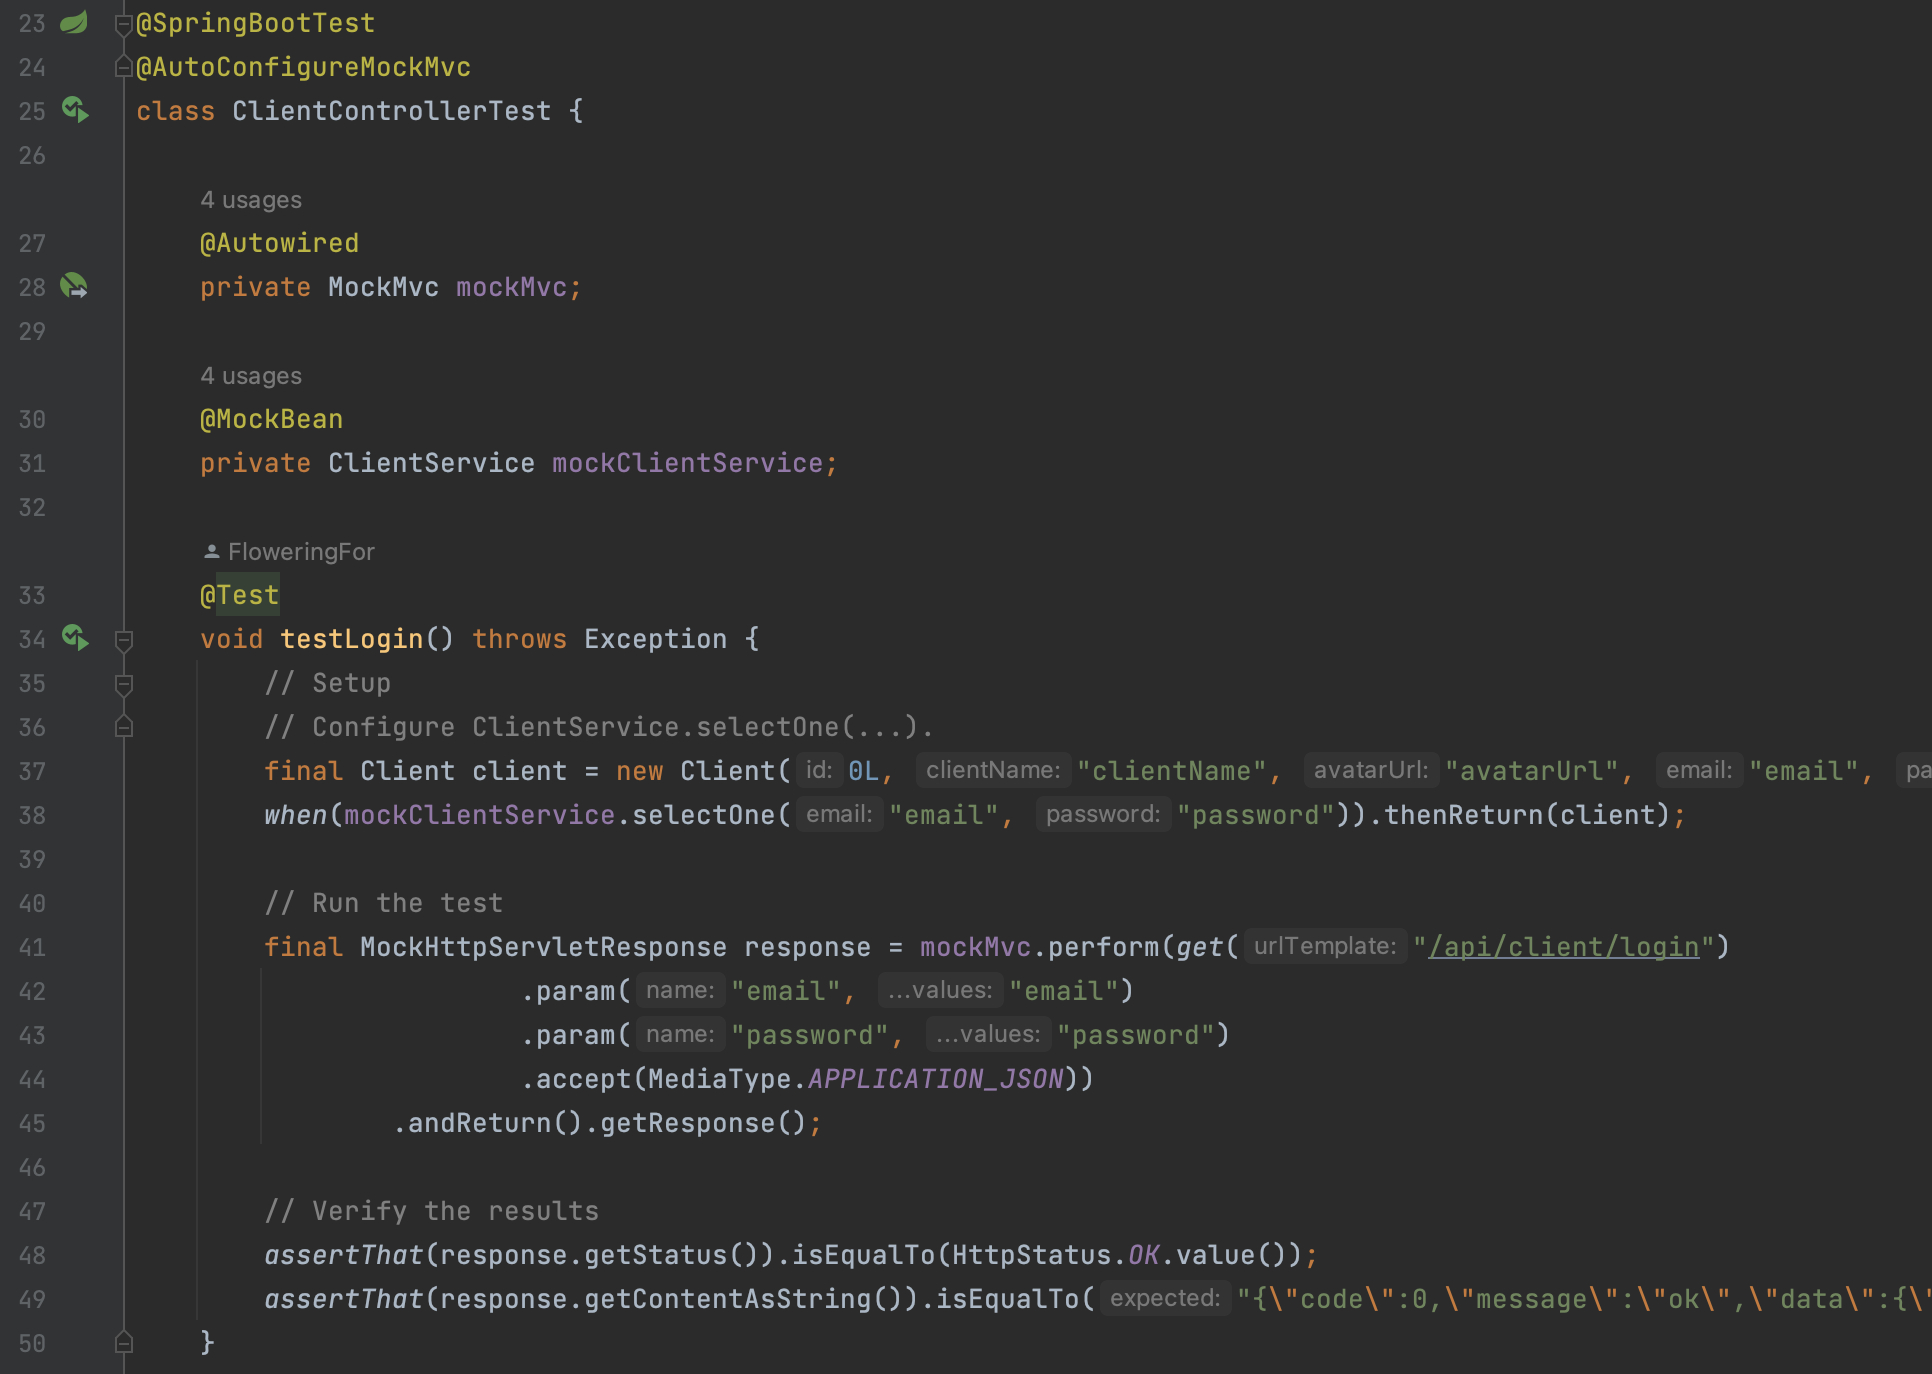 23 @SpringBootTest
24 @AutoConfigureMockMvc
25 class ClientControllerTest {
26
4 usages
27 @Autowired
28 private MockMvc mockMvc;
29
4 usages
30 @MockBean
31 private ClientService mockClientService;
32
FloweringFor
33 @Test
34 void testLogin() throws Exception {
35 // Setup
36 // Configure ClientService.selectOne(...).
37 final Client client = new Client( id: 0L, clientName: "clientName", avatarUrl: "avatarUrl", email: "email", pa
38 when(mockClientService.selectOne( email: "email", password: "password")).thenReturn(client);
39
40 // Run the test
41 final MockHttpServletResponse response = mockMvc.perform(get( urlTemplate: "/api/client/login")
42 .param( name: "email", ...values: "email")
43 .param( name: "password", ...values: "password")
44 .accept(MediaType.APPLICATION_JSON))
45 .andReturn().getResponse();
46
47 // Verify the results
48 assertThat(response.getStatus()).isEqualTo(HttpStatus.OK.value());
49 assertThat(response.getContentAsString()).isEqualTo( expected: "{\"code\":0,\"message\":\"ok\",\"data\":{\"
50 }